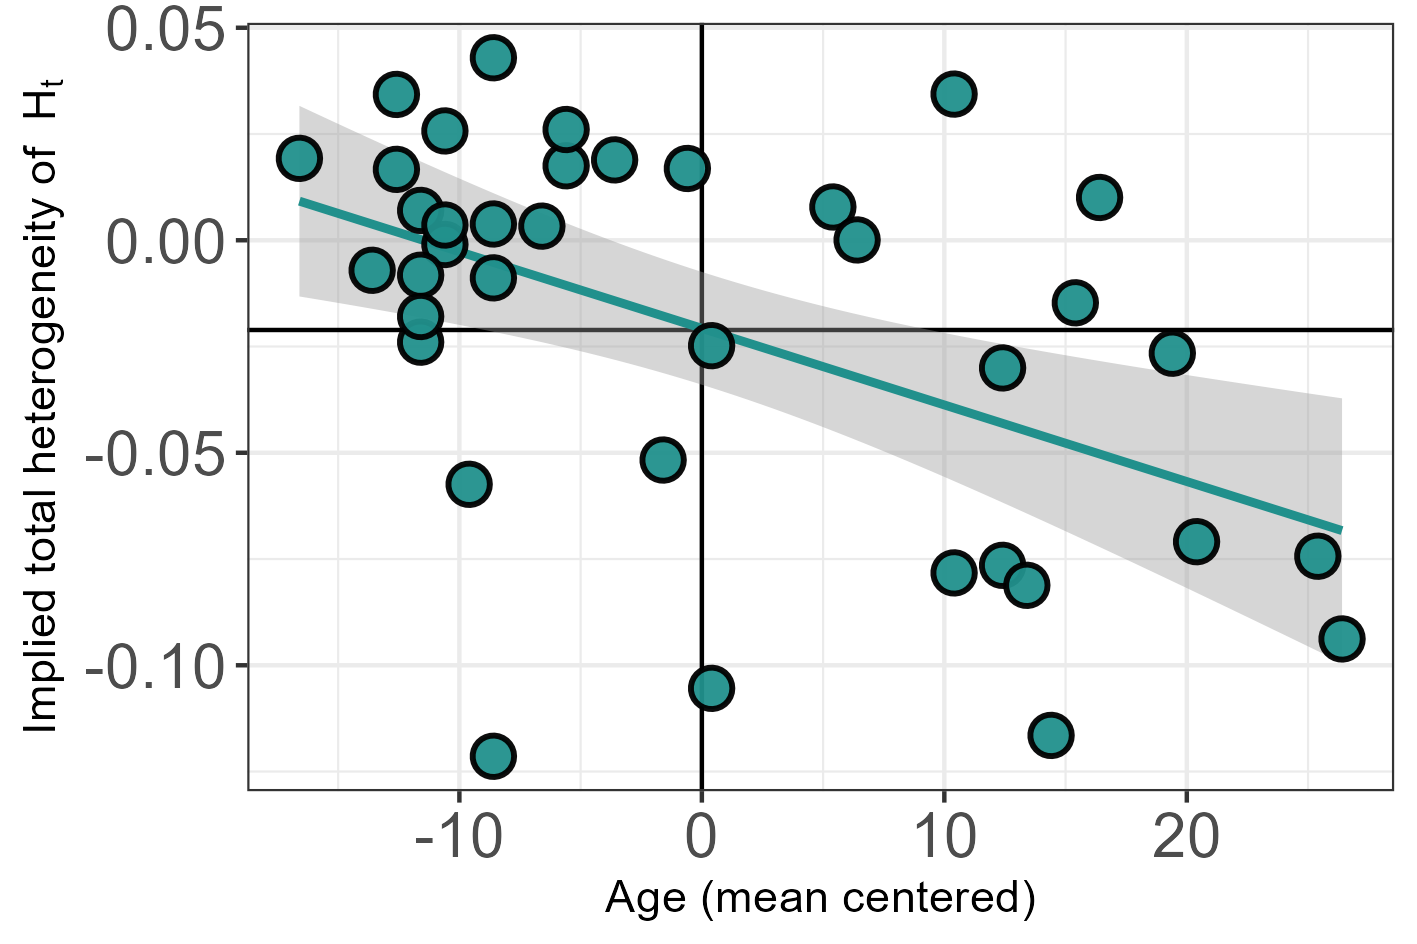 Implied total heterogeneity of Ht
0.05
0.00
-0.05
-0.10
-10 0 10 20
Age (mean centered)